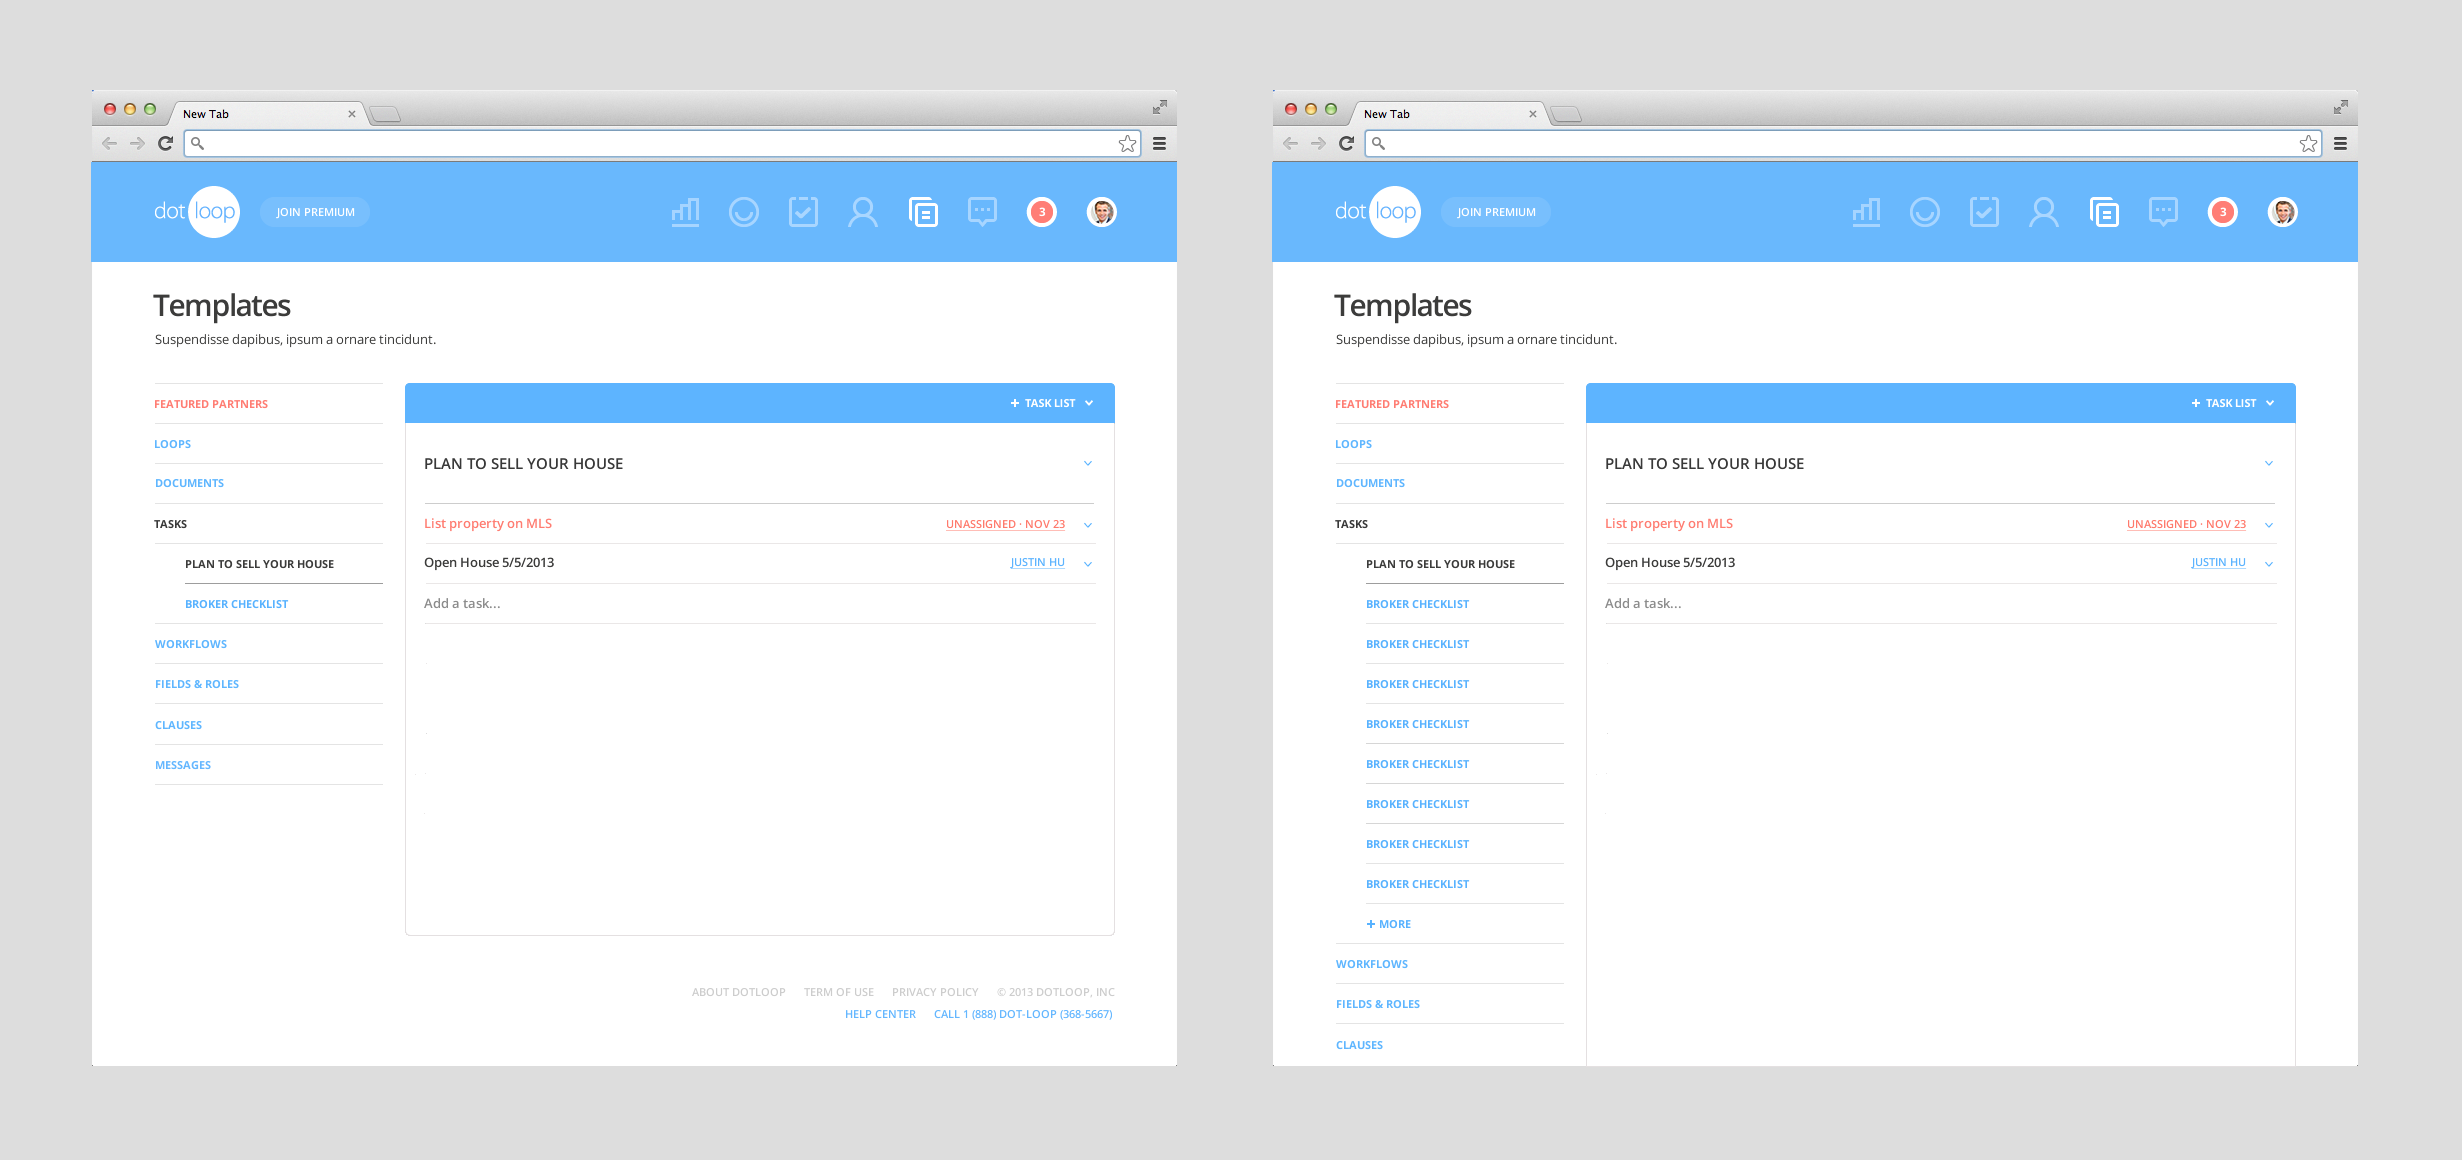 New Tab
dot loop JOIN PREMIUM 3
Templates
Suspendisse dapibus, ipsum a ornare tincidunt.
FEATURED PARTNERS
LOOPS
DOCUMENTS
TASKS
PLAN TO SELL YOUR HOUSE
BROKER CHECKLIST
WORKFLOWS
FIELDS & ROLES
CLAUSES
MESSAGES
+ TASK LIST
PLAN TO SELL YOUR HOUSE
List property on MLS UNASSIGNED · NOV 23
Open House 5/5/2013 JUSTIN HU
Add a task...
ABOUT DOTLOOP TERM OF USE PRIVACY POLICY © 2013 DOTLOOP, INC
HELP CENTER CALL 1 (888) DOT-LOOP (368-5667)
New Tab
dot loop JOIN PREMIUM 3
Templates
Suspendisse dapibus, ipsum a ornare tincidunt.
FEATURED PARTNERS
LOOPS
DOCUMENTS
TASKS
PLAN TO SELL YOUR HOUSE
BROKER CHECKLIST
BROKER CHECKLIST
BROKER CHECKLIST
BROKER CHECKLIST
BROKER CHECKLIST
BROKER CHECKLIST
BROKER CHECKLIST
BROKER CHECKLIST
+ MORE
WORKFLOWS
FIELDS & ROLES
CLAUSES
+ TASK LIST
PLAN TO SELL YOUR HOUSE
List property on MLS UNASSIGNED · NOV 23
Open House 5/5/2013 JUSTIN HU
Add a task...